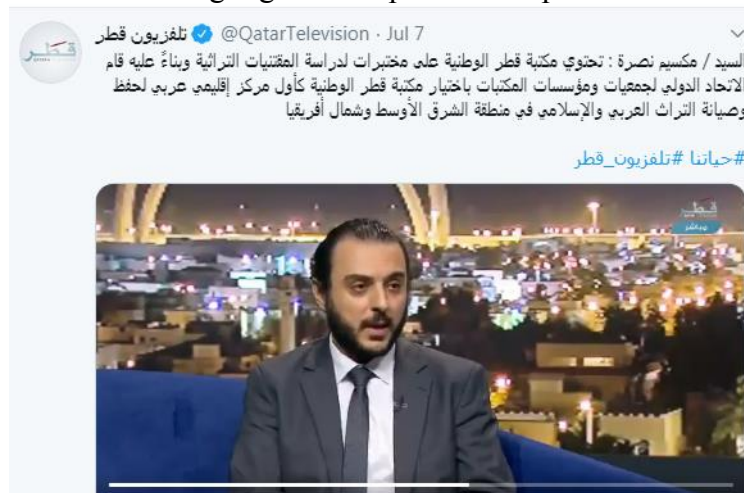 تلفزيون قطر @QatarTelevision · Jul 7
السيد / مكسيم نصرة : تحتوي مكتبة قطر الوطنية على مختبرات لدراسة المقتنيات التراثية وبناءً عليه قام
الاتحاد الدولي لجمعيات ومؤسسات المكتبات باختيار مكتبة قطر الوطنية كأول مركز إقليمي عربي لحفظ
وصيانة التراث العربي والإسلامي في منطقة الشرق الأوسط وشمال أفريقيا
#حياتنا #تلفزيون_قطر
قطر
مباشر